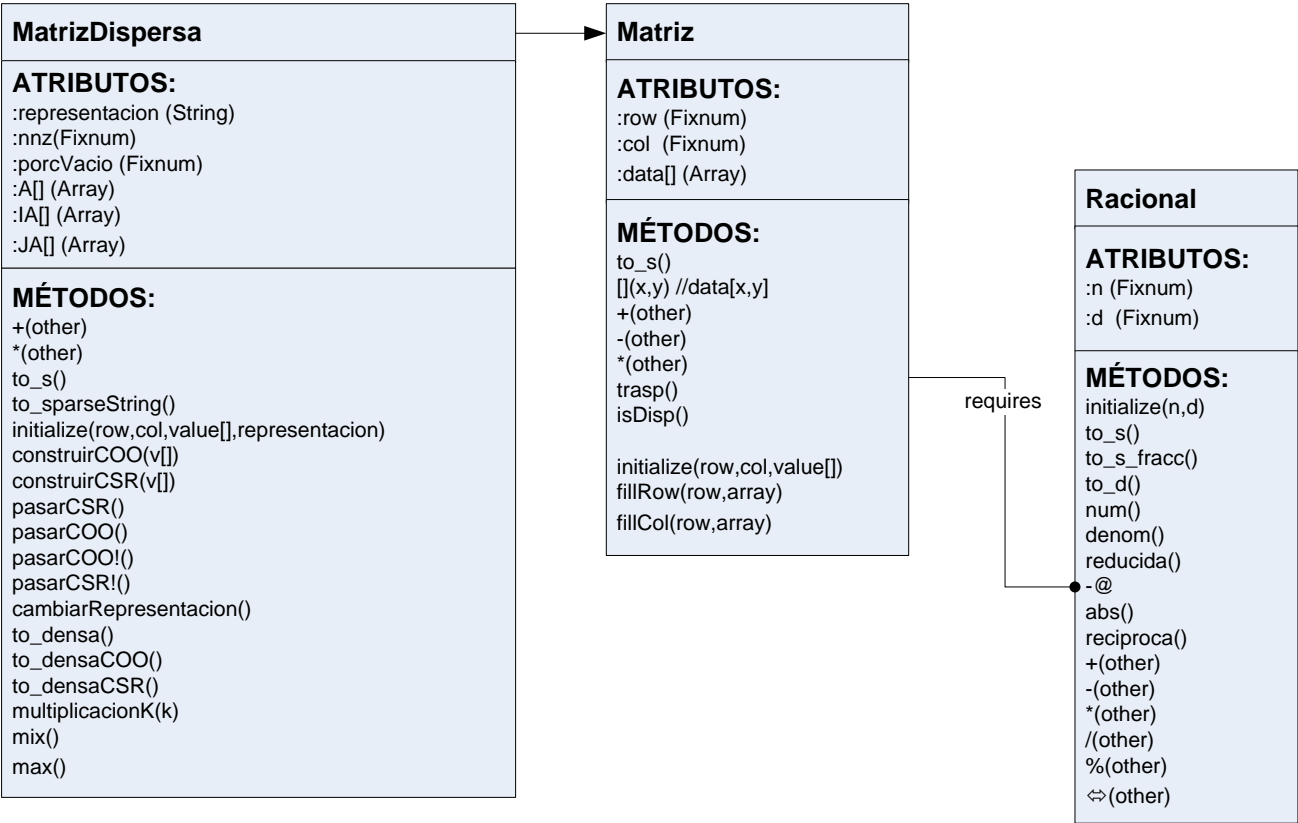 MatrizDispersa
ATRIBUTOS:
:representacion (String)
:nnz(Fixnum)
:porcVacio (Fixnum)
:A[] (Array)
:IA[] (Array)
:JA[] (Array)
MÉTODOS:
+(other)
*(other)
to_s()
to_sparseString()
initialize(row,col,value[],representacion)
construirCOO(v[])
construirCSR(v[])
pasarCSR()
pasarCOO()
pasarCOO!()
pasarCSR!()
cambiarRepresentacion()
to_densa()
to_densaCOO()
to_densaCSR()
multiplicacionK(k)
mix()
max()
Matriz
ATRIBUTOS:
:row (Fixnum)
:col (Fixnum)
:data[] (Array)
MÉTODOS:
to_s()
[](x,y) //data[x,y]
+(other)
-(other)
*(other)
trasp()
isDisp()
initialize(row,col,value[])
fillRow(row,array)
fillCol(row,array)
requires
Racional
ATRIBUTOS:
:n (Fixnum)
:d (Fixnum)
MÉTODOS:
initialize(n,d)
to_s()
to_s_fracc()
to_d()
num()
denom()
reducida()
-@
abs()
reciproca()
+(other)
-(other)
*(other)
/(other)
%(other)
⇔(other)